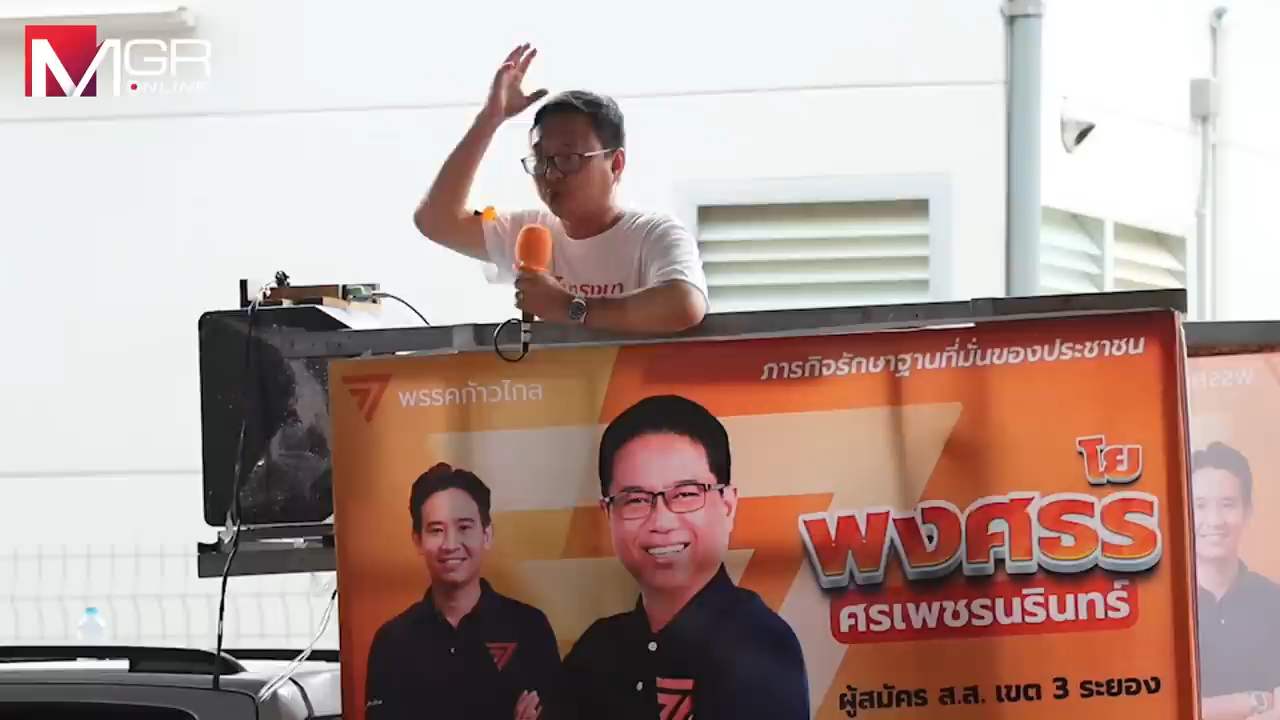 MGR
ONLINE
ภารกิจรักษาฐานที่มั่นของประชาชน
พรรคก้าวไกล
โย
พงศธร
ศรเพชรนรินทร์
ผู้สมัคร ส.ส. เขต 3 ระยอง